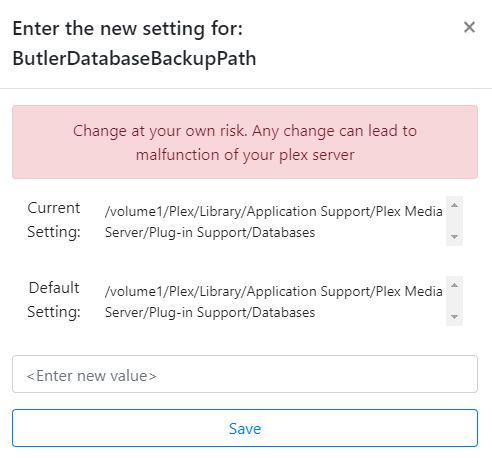 Enter the new setting for:
ButlerDatabaseBackupPath
×
Change at your own risk. Any change can lead to
malfunction of your plex server
Current
Setting:
/volume1/Plex/Library/Application Support/Plex Media
Server/Plug-in Support/Databases
Default
Setting:
/volume1/Plex/Library/Application Support/Plex Media
Server/Plug-in Support/Databases
<Enter new value>
Save